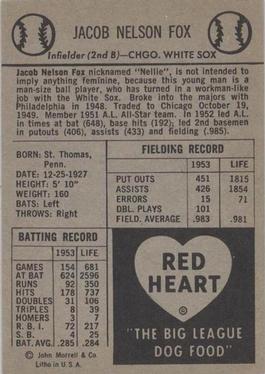 JACOB NELSON FOX
Infielder (2nd B)—CHGO. WHITE SOX
Jacob Nelson Fox nicknamed "Nellie", is not intended to
imply anything feminine, because this young man is a
man-size ball player, who has turned in a workman-like
job with the White Sox. Broke into the majors with
Philadelphia in 1948. Traded to Chicago October 19,
1949. Member 1951 A.L. All-Star team. In 1952 led A.L.
in times at bat (648), base hits (192); led 2nd basemen
in putouts (406), assists (433) and fielding (.985).
BORN: St. Thomas,
Penn.
DATE: 12-25-1927
HEIGHT: 5' 10"
WEIGHT: 160
BATS: Left
THROWS: Right
FIELDING RECORD
1953 LIFE
PUT OUTS 451 1815
ASSISTS 426 1854
ERRORS 15 71
DBL. PLAYS 101
FIELD. AVERAGE .983 .981
BATTING RECORD
1953 LIFE
GAMES 154 681
AT BAT 624 2596
RUNS 92 350
HITS 178 737
DOUBLES 31 106
TRIPLES 8 39
HOMERS 3 7
R. B. I. 72 217
S. B. 4 25
BAT. AVG. .285 .284
© John Morrell & Co.
Litho in U.S.A.
RED
HEART
©
"THE BIG LEAGUE
DOG FOOD"